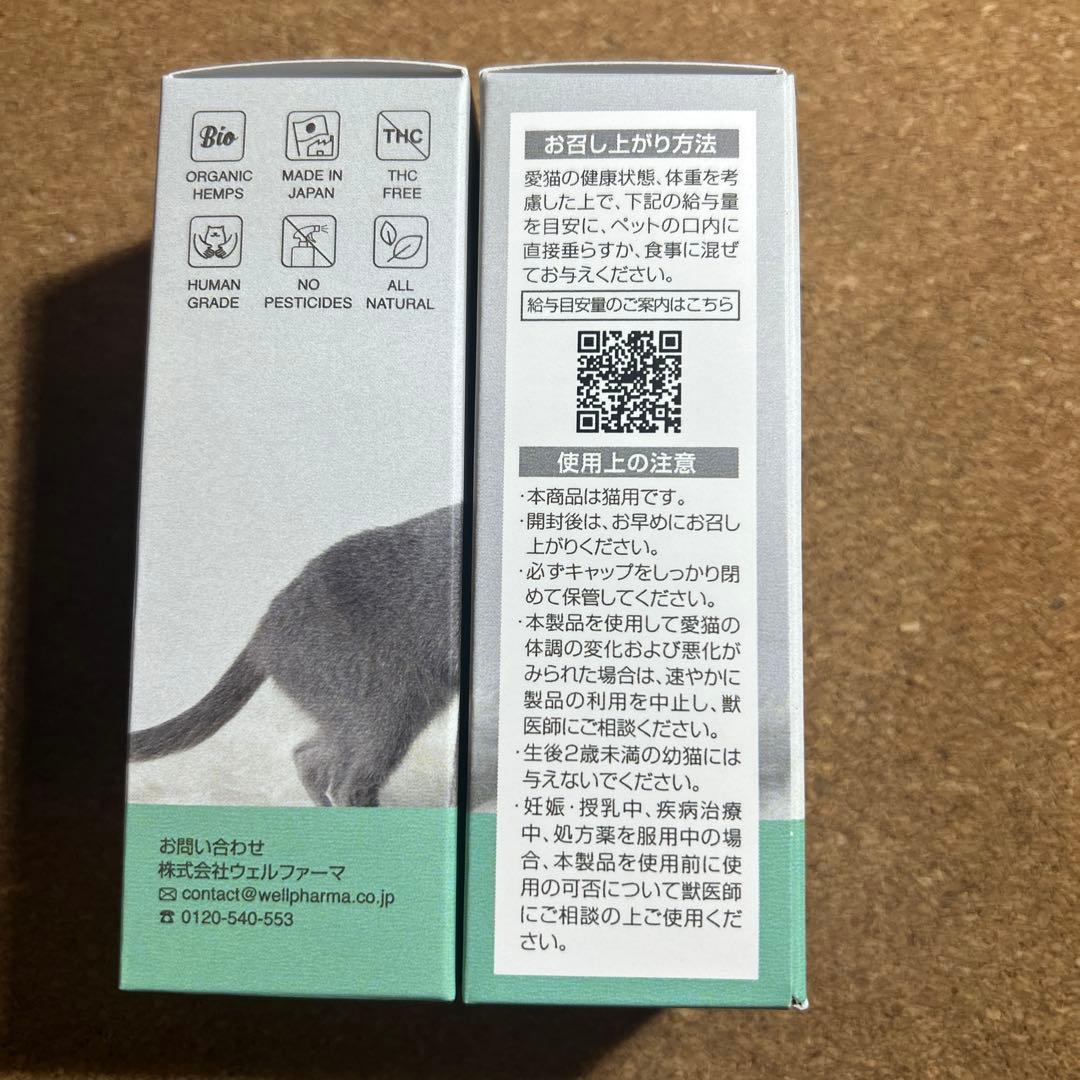 Bio
THC
ORGANIC HEMPS
MADE IN JAPAN
THC FREE
HUMAN GRADE
NO PESTICIDES
ALL NATURAL
お問い合わせ
株式会社ウェルファーマ
contact@wellpharma.co.jp
0120-540-553
お召し上がり方法
愛猫の健康状態、体重を考
慮した上で、下記の給与量
を目安に、ペットの口内に
直接垂らすか、食事に混ぜ
てお与えください。
給与目安量のご案内はこちら
使用上の注意
・本商品は猫用です。
・開封後は、お早めにお召し
上がりください。
・必ずキャップをしっかり閉
めて保管してください。
・本製品を使用して愛猫の
体調の変化および悪化が
みられた場合は、速やかに
製品の利用を中止し、獣
医師にご相談ください。
・生後2歳未満の幼猫には
与えないでください。
・妊娠・授乳中、疾病治療
中、処方薬を服用中の場
合、本製品を使用前に使
用の可否について獣医師
にご相談の上ご使用くだ
さい。